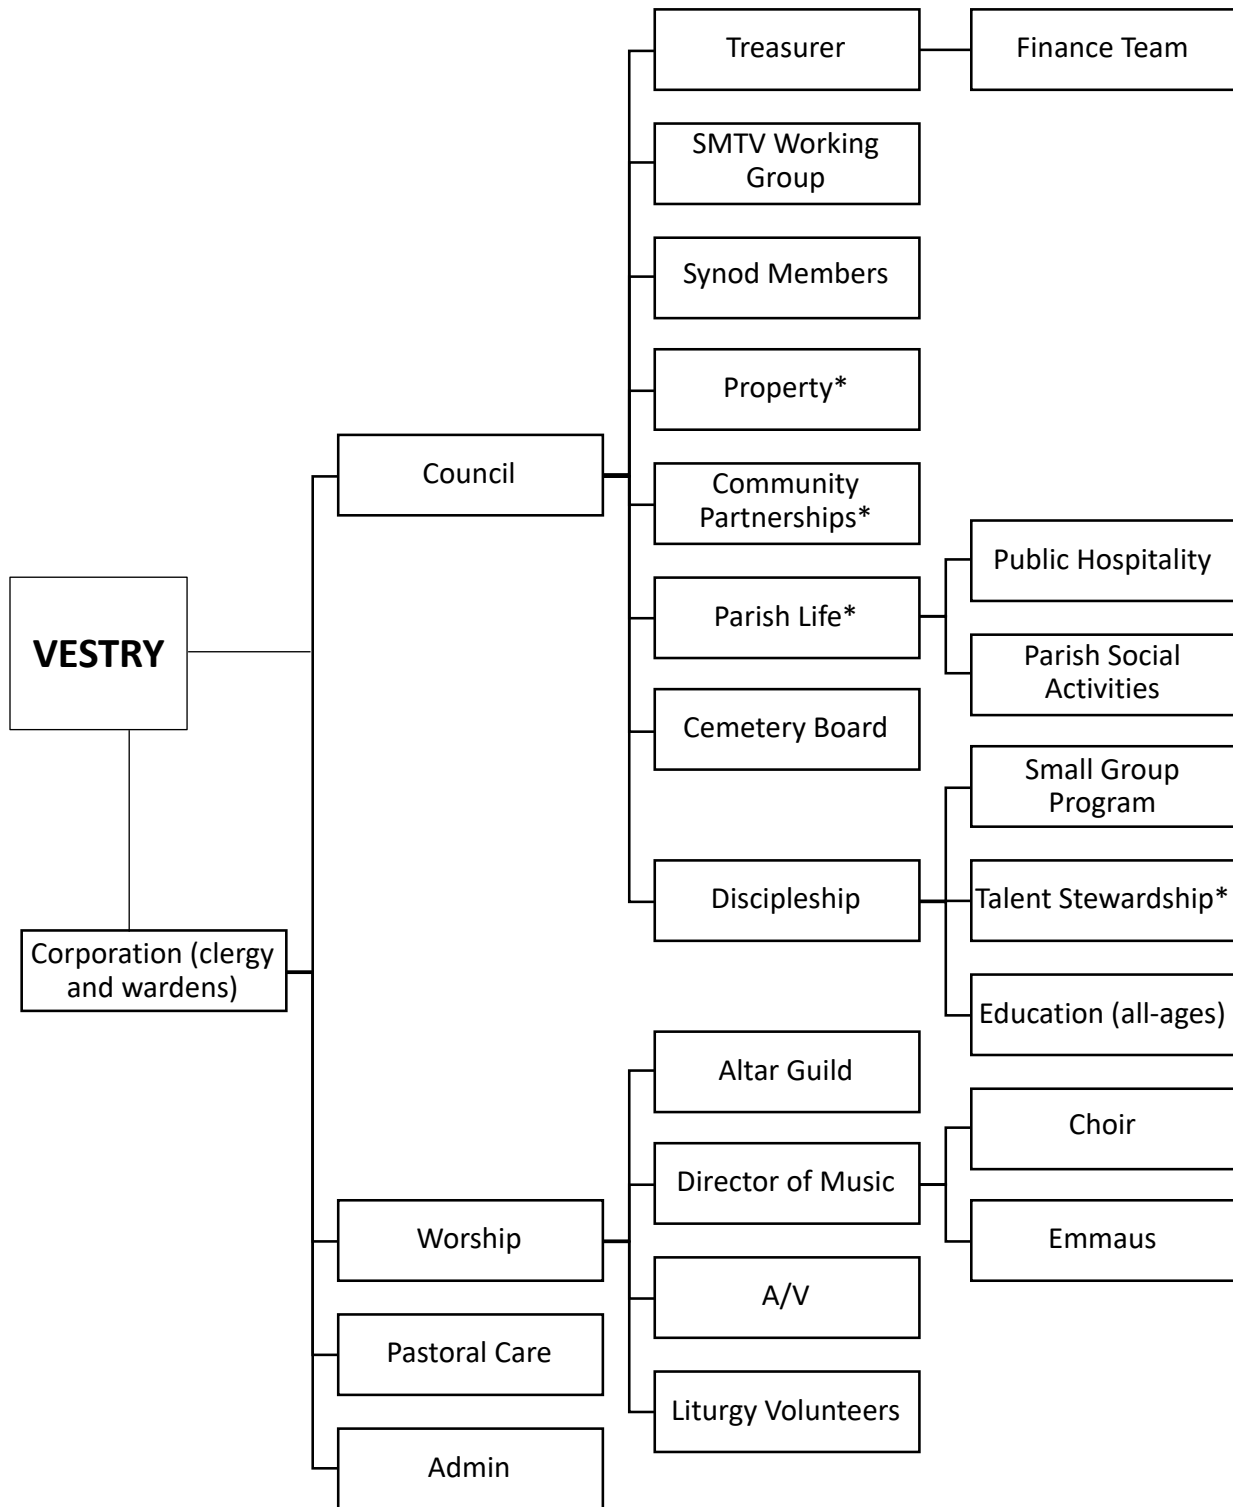 Treasurer
Finance Team
SMTV Working
Group
Synod Members
Property*
Council
Community
Partnerships*
Public Hospitality
VESTRY
Parish Life*
Parish Social
Activities
Cemetery Board
Small Group
Program
Discipleship
Talent Stewardship*
Corporation (clergy
and wardens)
Education (all-ages)
Altar Guild
Choir
Director of Music
Worship
Emmaus
A/V
Pastoral Care
Liturgy Volunteers
Admin